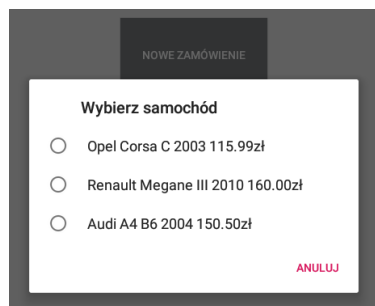 NOWE ZAMÓWIENIE
Wybierz samochód
Opel Corsa C 2003 115.99zł
Renault Megane III 2010 160.00zł
Audi A4 B6 2004 150.50zł
ANULUJ